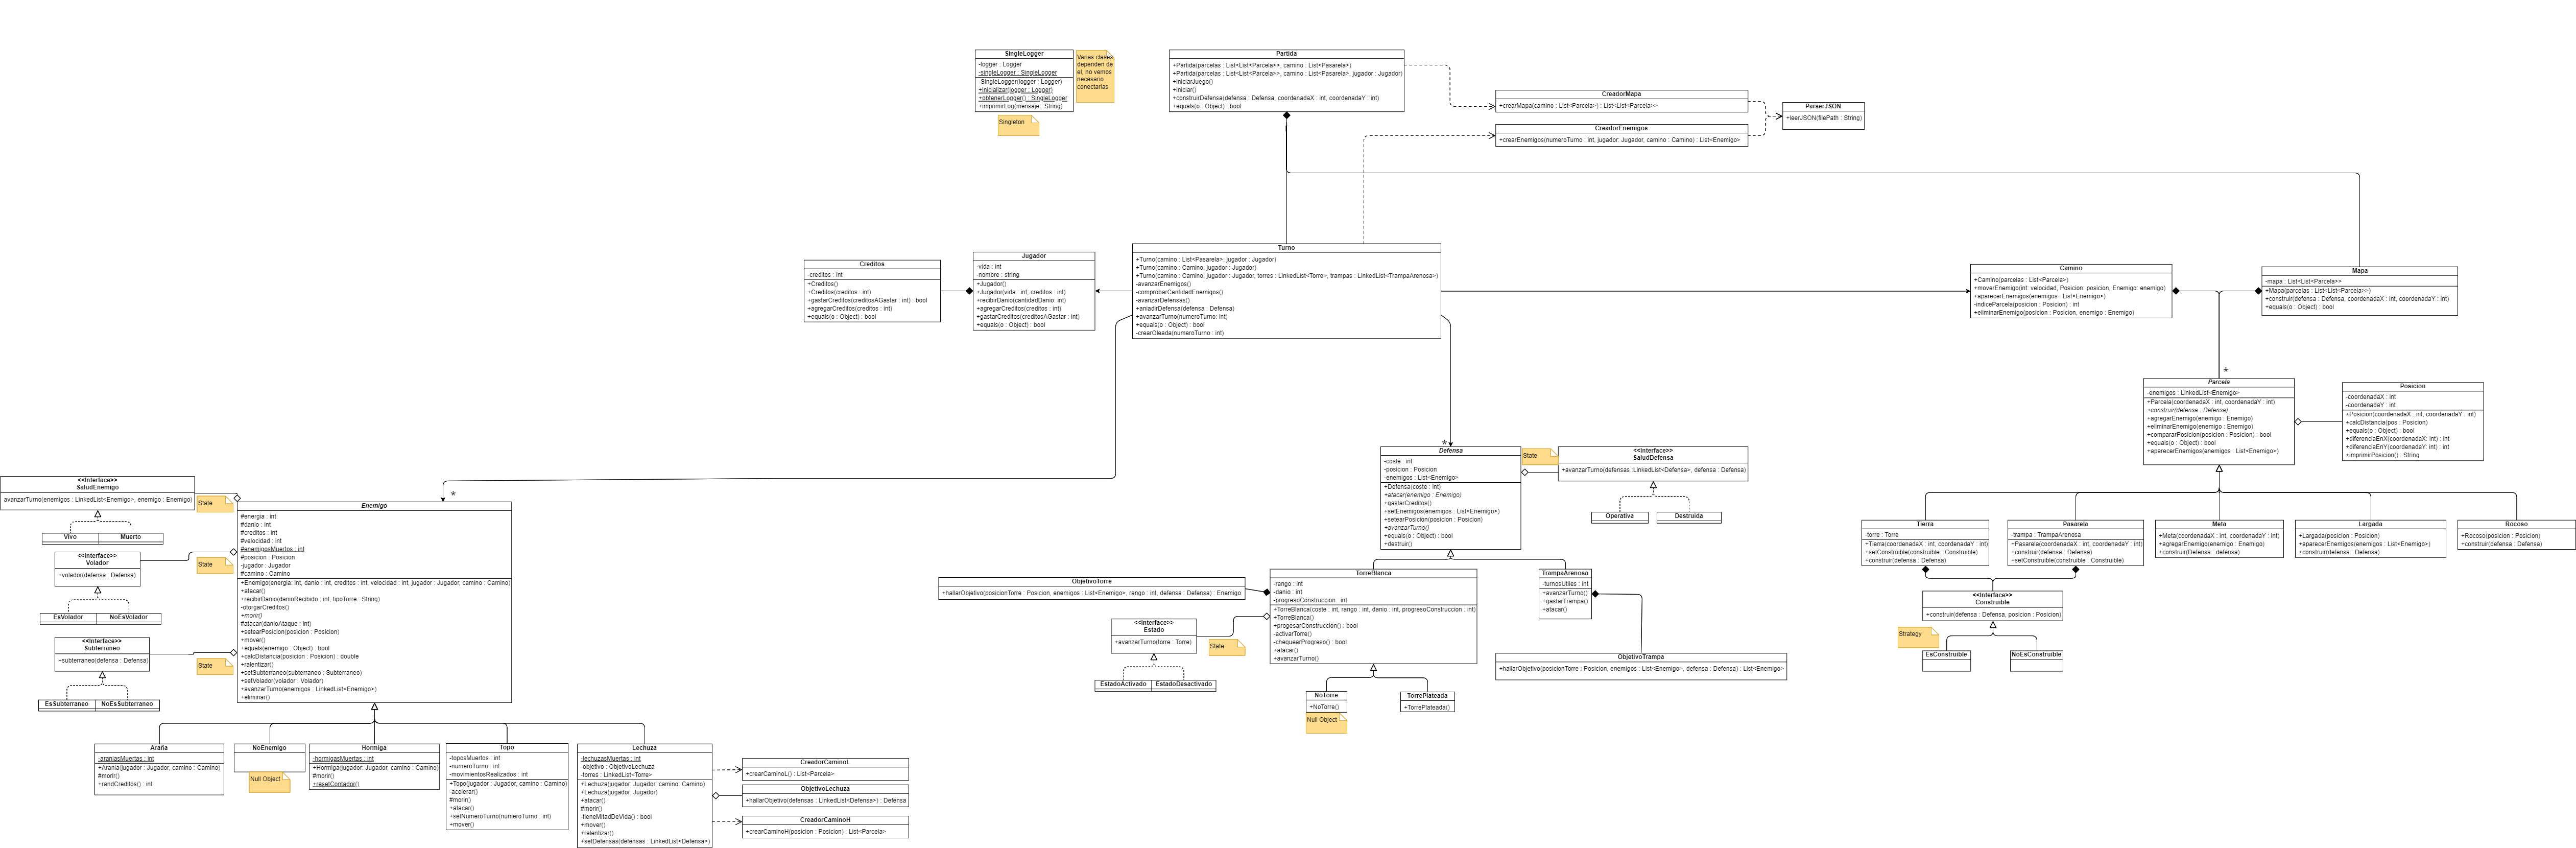 SingleLogger
-logger : Logger
-singleLogger : SingleLogger
-SingleLogger(logger : Logger)
+inicializar(logger : Logger)
+obtenerLogger() : SingleLogger
+imprimirLog(mensaje : String)
Varias clases
dependen de
el, no vemos
necesario
conectarlas
Singleton
Partida
+Partida(parcelas : List<List<Parcela>>, camino : List<Pasarela>)
+Partida(parcelas : List<List<Parcela>>, camino : List<Pasarela>, jugador : Jugador)
+iniciarJuego()
+iniciar()
+construirDefensa(defensa : Defensa, coordenadaX : int, coordenadaY : int)
+equals(o : Object) : bool
CreadorMapa
+crearMapa(camino : List<Parcela>) : List<List<Parcela>>
CreadorEnemigos
+crearEnemigos(numeroTurno : int, jugador: Jugador, camino : Camino) : List<Enemigo>
ParserJSON
+leerJSON(filePath : String)
Creditos
-creditos : int
+Creditos()
+Creditos(creditos : int)
+gastarCreditos(creditosAGastar : int) : bool
+agregarCreditos(creditos : int)
+equals(o : Object) : bool
Jugador
-vida : int
-nombre : string
+Jugador()
+Jugador(vida : int, creditos : int)
+recibirDanio(cantidadDanio: int)
+agregarCreditos(creditos : int)
+gastarCreditos(creditosAGastar : int)
+equals(o : Object) : bool
Turno
+Turno(camino : List<Pasarela>, jugador : Jugador)
+Turno(camino : Camino, jugador : Jugador)
+Turno(camino : Camino, jugador : Jugador, torres : LinkedList<Torre>, trampas : LinkedList<TrampaArenosa>)
-avanzarEnemigos()
-comprobarCantidadEnemigos()
-avanzarDefensas()
+aniadirDefensa(defensa : Defensa)
+avanzarTurno(numeroTurno: int)
+equals(o : Object) : bool
-crearOleada(numeroTurno : int)
Camino
+Camino(parcelas : List<Parcela>)
+moverEnemigo(int: velocidad, Posicion: posicion, Enemigo: enemigo)
+aparecerEnemigos(enemigos : List<Enemigo>)
-indiceParcela(posicion : Posicion) : int
+eliminarEnemigo(posicion : Posicion, enemigo : Enemigo)
Mapa
-mapa : List<List<Parcela>>
+Mapa(parcelas : List<List<Parcela>>)
+construir(defensa : Defensa, coordenadaX : int, coordenadaY : int)
+equals(o : Object) : bool
*
Parcela
-enemigos : LinkedList<Enemigo>
+Parcela(coordenadaX : int, coordenadaY : int)
+construir(defensa : Defensa)
+agregarEnemigo(enemigo : Enemigo)
+eliminarEnemigo(enemigo : Enemigo)
+compararPosicion(posicion : Posicion) : bool
+equals(o : Object) : bool
+aparecerEnemigos(enemigos : List<Enemigo>)
Posicion
-coordenadaX : int
-coordenadaY : int
+Posicion(coordenadaX : int, coordenadaY : int)
+calcDistancia(pos : Posicion)
+equals(o : Object) : bool
+diferenciaEnX(coordenadaX: int) : int
+diferenciaEnY(coordenadaY: int) : int
+imprimirPosicion() : String
Tierra
-torre : Torre
+Tierra(coordenadaX : int, coordenadaY : int)
+setConstruible(construible : Construible)
+construir(defensa : Defensa)
Pasarela
-trampa : TrampaArenosa
+Pasarela(coordenadaX : int, coordenadaY : int)
+construir(defensa : Defensa)
+setConstruible(construible : Construible)
Meta
+Meta(coordenadaX : int, coordenadaY : int)
+agregarEnemigo(enemigo : Enemigo)
+construir(Defensa : defensa)
Largada
+Largada(posicion : Posicion)
+aparecerEnemigos(enemigos : List<Enemigo>)
+construir(defensa : Defensa)
Rocoso
+Rocoso(posicion : Posicion)
+construir(defensa : Defensa)
<<Interface>>
Construible
+construir(defensa : Defensa, posicion : Posicion)
Strategy
EsConstruible
NoEsConstruible
*
Defensa
-coste : int
-posicion : Posicion
-enemigos : List<Enemigo>
+Defensa(coste : int)
+atacar(enemigo : Enemigo)
+gastarCreditos()
+setEnemigos(enemigos : List<Enemigo>)
+setearPosicion(posicion : Posicion)
+avanzarTurno()
+equals(o : Object) : bool
+destruir()
State
<<Interface>>
SaludDefensa
+avanzarTurno(defensas :LinkedList<Defensa>, defensa : Defensa)
Operativa
Destruida
ObjetivoTorre
+hallarObjetivo(posicionTorre : Posicion, enemigos : List<Enemigo>, rango : int, defensa : Defensa) : Enemigo
<<Interface>>
Estado
+avanzarTurno(torre : Torre)
State
EstadoActivado
EstadoDesactivado
TorreBlanca
-rango : int
-danio : int
-progresoConstruccion : int
+TorreBlanca(coste : int, rango : int, danio : int, progresoConstruccion : int)
+TorreBlanca()
+progesarConstruccion() : bool
-activarTorre()
-chequearProgreso() : bool
+atacar()
+avanzarTurno()
TrampaArenosa
-turnosUtiles : int
+avanzarTurno()
+gastarTrampa()
+atacar()
ObjetivoTrampa
+hallarObjetivo(posicionTorre : Posicion, enemigos : List<Enemigo>, defensa : Defensa) : List<Enemigo>
NoTorre
+NoTorre()
Null Object
TorrePlateada
+TorrePlateada()
<<Interface>>
SaludEnemigo
avanzarTurno(enemigos : LinkedList<Enemigo>, enemigo : Enemigo)
State
Vivo
Muerto
<<Interface>>
Volador
+volador(defensa : Defensa)
State
EsVolador
NoEsVolador
<<Interface>>
Subterraneo
+subterraneo(defensa : Defensa)
State
EsSubterraneo
NoEsSubterraneo
*
Enemigo
#energia : int
#danio : int
#creditos : int
#velocidad : int
#enemigosMuertos : int
#posicion : Posicion
-jugador : Jugador
#camino : Camino
+Enemigo(energia: int, danio : int, creditos : int, velocidad : int, jugador : Jugador, camino : Camino)
+atacar()
+recibirDanio(danioRecibido : int, tipoTorre : String)
-otorgarCreditos()
#morir()
#atacar(danioAtaque : int)
+setearPosicion(posicion : Posicion)
+mover()
+equals(enemigo : Object) : bool
+calcDistancia(posicion : Posicion) : double
+ralentizar()
+setSubterraneo(subterraneo : Subterraneo)
+setVolador(volador : Volador)
+avanzarTurno(enemigos : LinkedList<Enemigo>)
+eliminar()
Araña
-araniasMuertas : int
+Arania(jugador : Jugador, camino : Camino)
#morir()
+randCreditos() : int
NoEnemigo
Null Object
Hormiga
-hormigasMuertas : int
+Hormiga(jugador: Jugador, camino : Camino)
#morir()
+resetContador()
Topo
-toposMuertos : int
-numeroTurno : int
-movimientosRealizados : int
+Topo(jugador : Jugador, camino : Camino)
-acelerar()
#morir()
+atacar()
+setNumeroTurno(numeroTurno : int)
+mover()
Lechuza
-lechuzasMuertas : int
-objetivo : ObjetivoLechuza
-torres : LinkedList<Torre>
+Lechuza(jugador : Jugador, camino: Camino)
+Lechuza(jugador: Jugador)
+atacar()
#morir()
-tieneMitadDeVida() : bool
+mover()
+ralentizar()
+setDefensas(defensas : LinkedList<Defensa>)
CreadorCaminoL
+crearCaminoL() : List<Parcela>
ObjetivoLechuza
+hallarObjetivo(defensas : LinkedList<Defensa>) : Defensa
CreadorCaminoH
+crearCaminoH(posicion : Posicion) : List<Parcela>